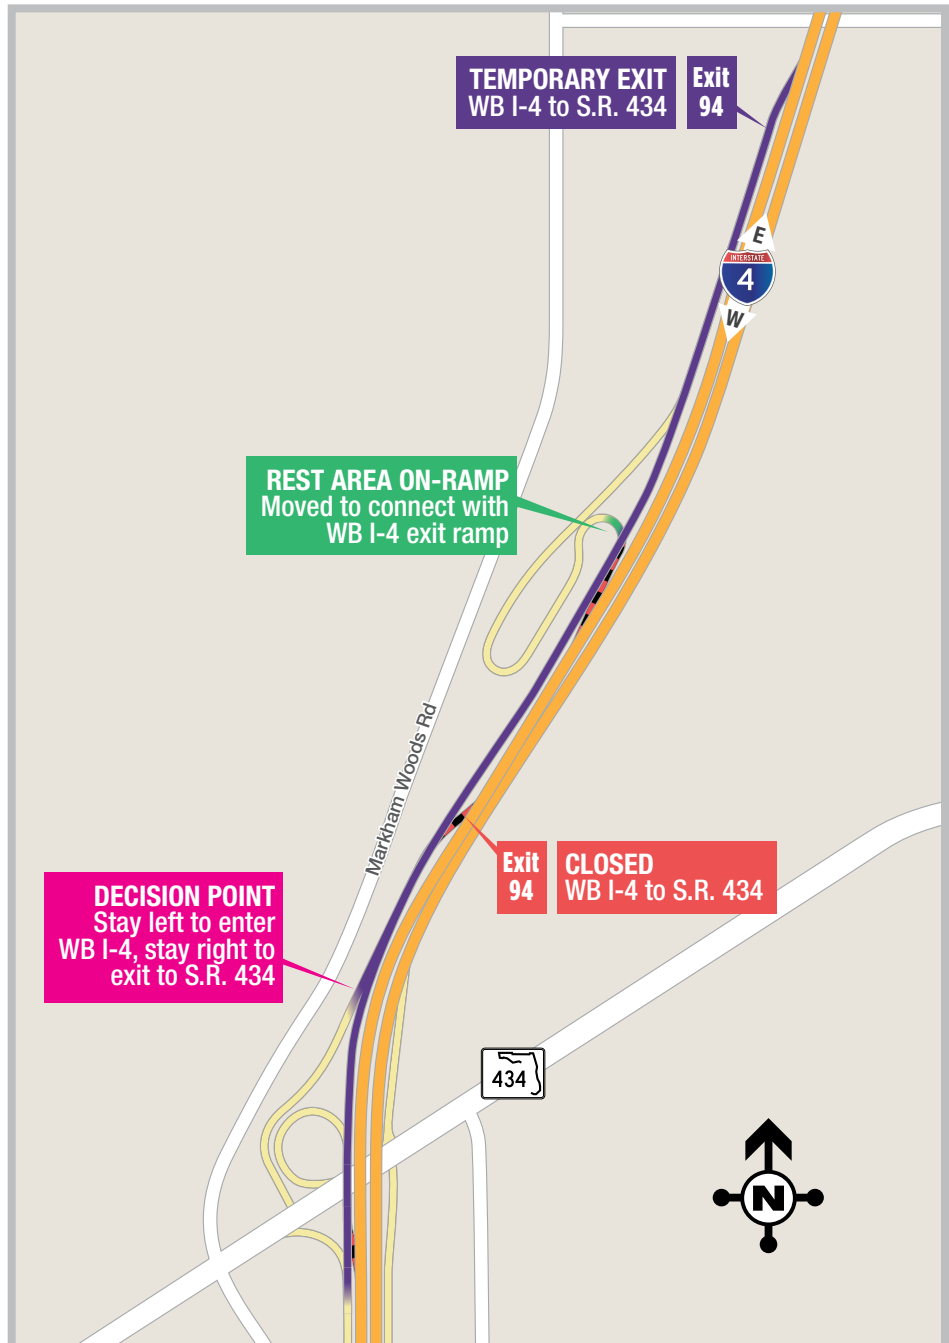 TEMPORARY EXIT
WB I-4 to S.R. 434
Exit
94
E
INTERSTATE
4
W
REST AREA ON-RAMP
Moved to connect with
WB I-4 exit ramp
Markham Woods Rd
Exit
94
CLOSED
WB I-4 to S.R. 434
DECISION POINT
Stay left to enter
WB I-4, stay right to
exit to S.R. 434
434
N